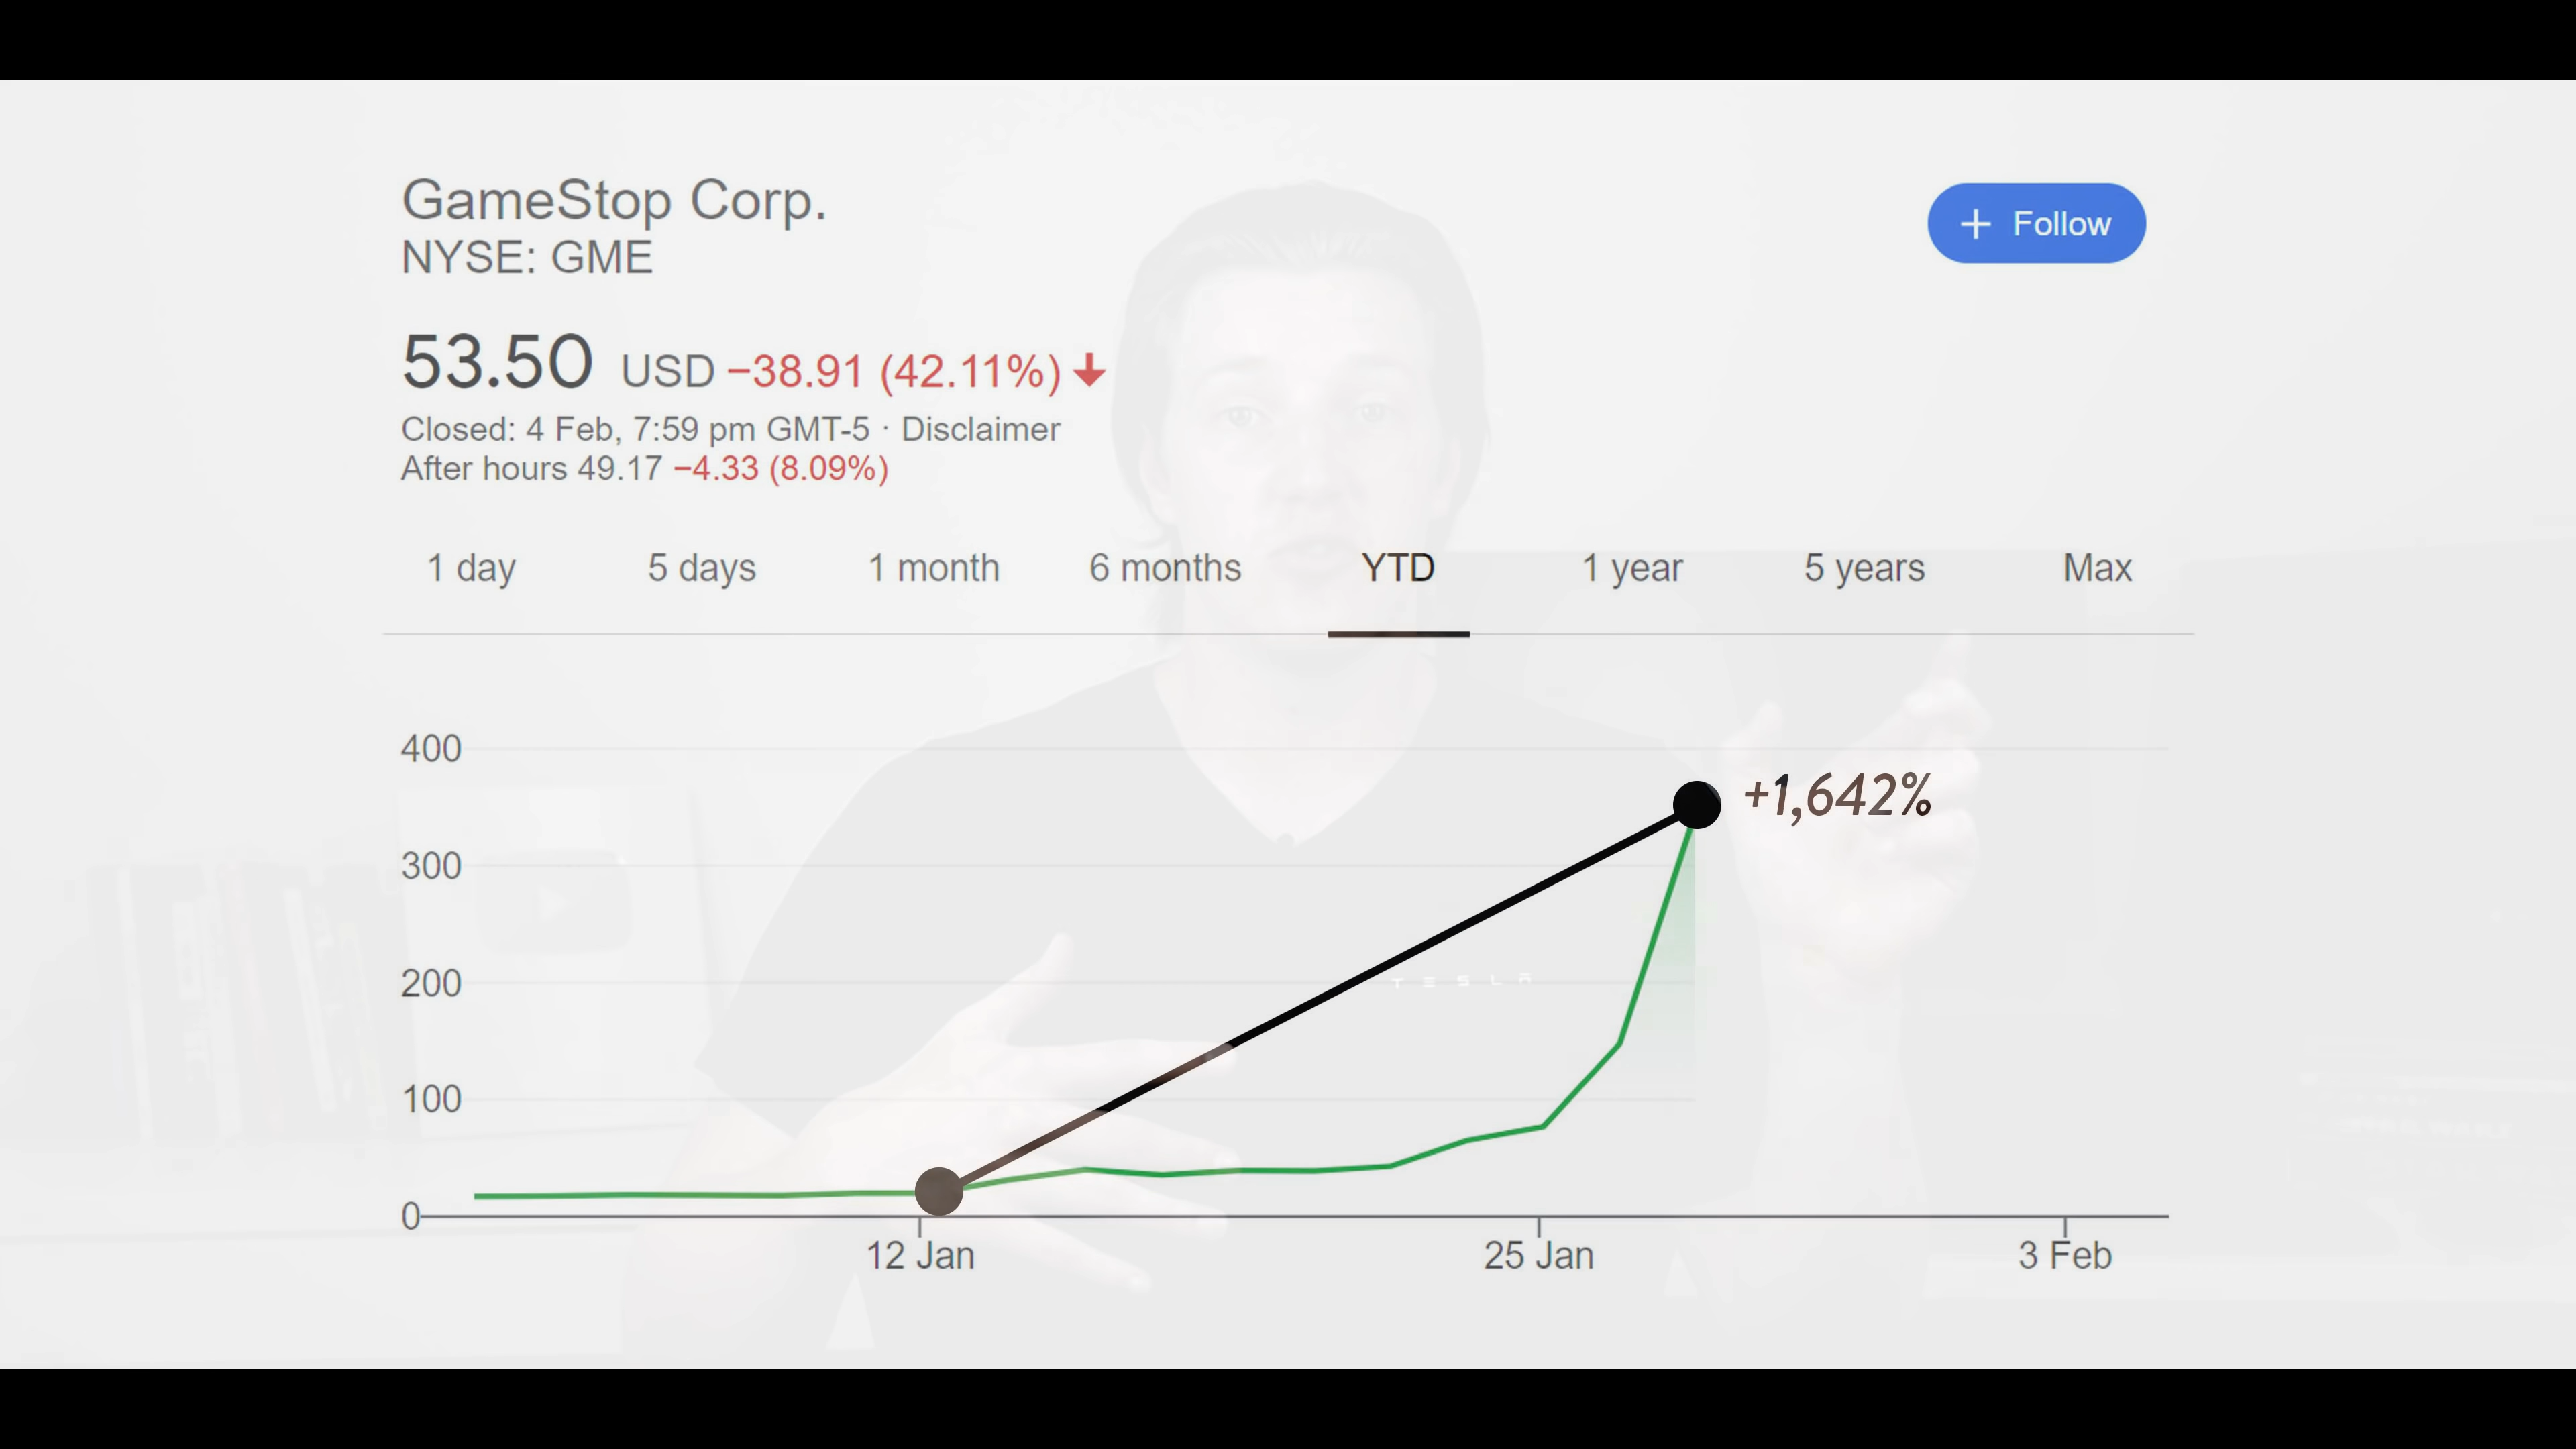 GameStop Corp.
NYSE: GME
+ Follow
53.50 USD −38.91 (42.11%)
Closed: 4 Feb, 7:59 pm GMT-5 · Disclaimer
After hours 49.17 −4.33 (8.09%)
1 day 5 days 1 month 6 months YTD 1 year 5 years Max
400
+1,642%
300
200
TESLA
100
0
12 Jan 25 Jan 3 Feb